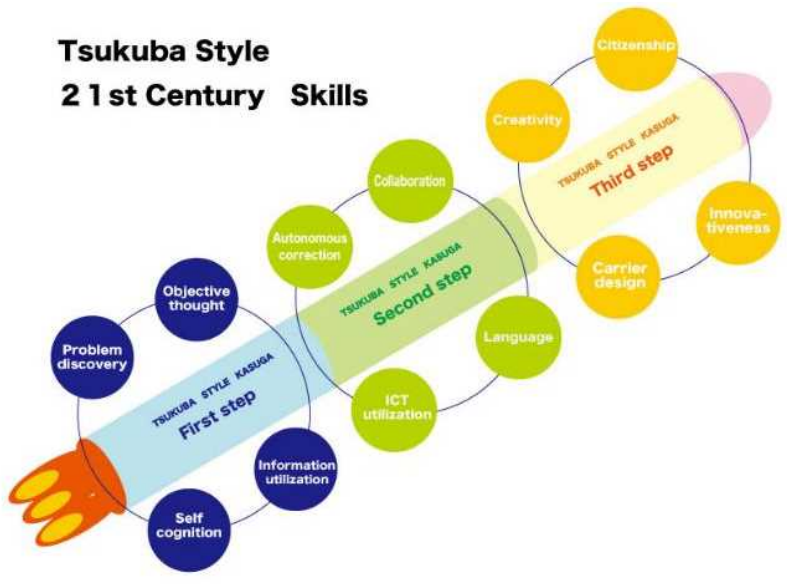 Tsukuba Style
２１st Century Skills
Citizenship
Creativity
TSUKUBA STYLE KASUGA
Third step
Innova-
tiveness
Carrier
design
Collaboration
Autonomous
correction
TSUKUBA STYLE KASUGA
Second step
Language
ICT
utilization
Objective
thought
Problem
discovery
TSUKUBA STYLE KASUGA
First step
Information
utilization
Self
cognition